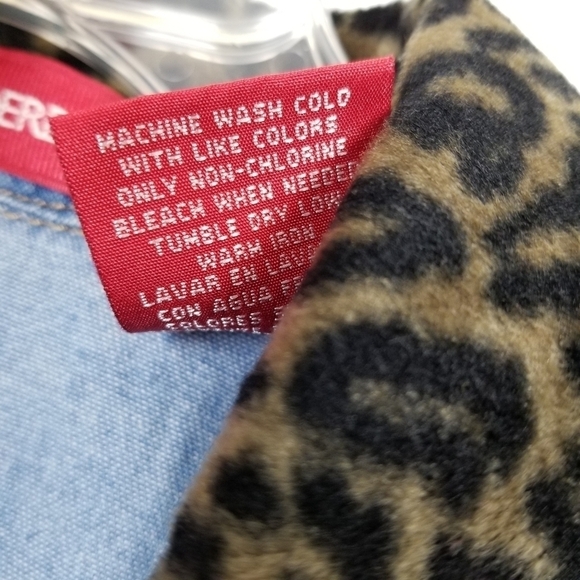 MACHINE WASH COLD
WITH LIKE COLORS
ONLY NON-CHLORINE
BLEACH WHEN NEEDED
TUMBLE DRY LOW
WARM IRON
LAVAR EN
CON AGUA
COLORES